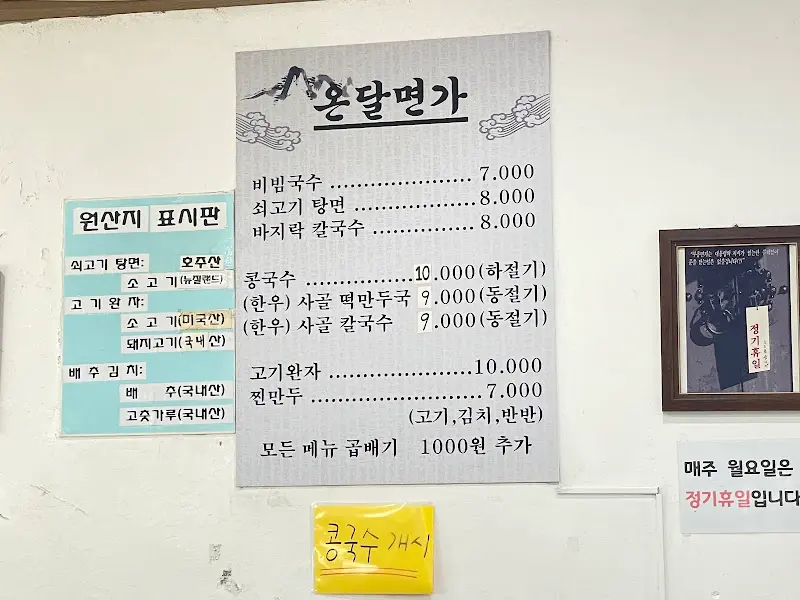 온달면가
비빔국수 ..................... 7.000
쇠고기 탕면 .................. 8.000
바지락 칼국수 ............... 8.000
콩국수 ................10.000(하절기)
(한우) 사골 떡만두국 9.000(동절기)
(한우) 사골 칼국수 9.000(동절기)
고기완자 .....................10.000
찐만두 ......................... 7.000
(고기,김치,반반)
모든 메뉴 곱배기 1000원 추가
원산지 표시판
쇠고기 탕면: 호주산
소고기(뉴질랜드)
고기완자:
소고기(미국산)
돼지고기(국내산)
배추김치:
배 추(국내산)
고춧가루(국내산)
콩국수 개시
정기휴일
매주 월요일은
정기휴일입니다